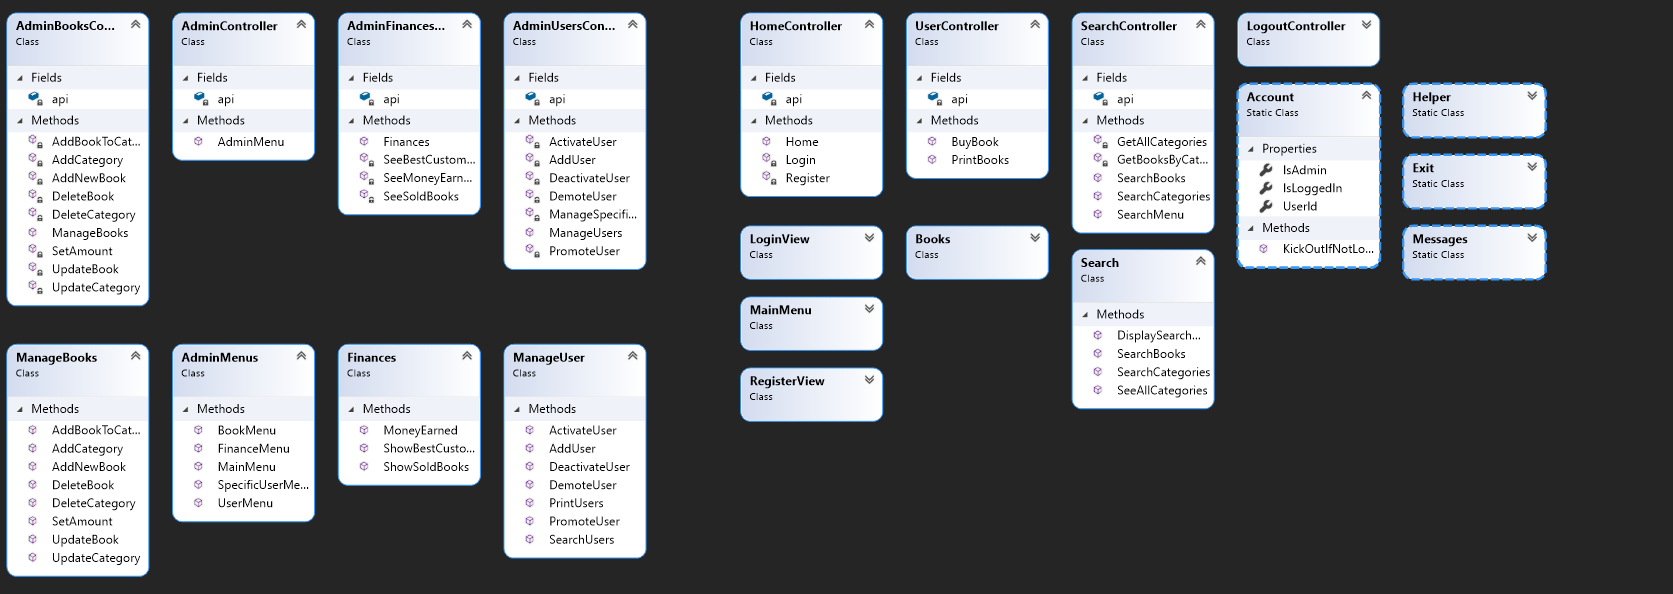 AdminBooksCo...
Class
Fields
api
Methods
AddBookToCat...
AddCategory
AddNewBook
DeleteBook
DeleteCategory
ManageBooks
SetAmount
UpdateBook
UpdateCategory
AdminController
Class
Fields
api
Methods
AdminMenu
AdminFinances...
Class
Fields
api
Methods
Finances
SeeBestCustom...
SeeMoneyEarn...
SeeSoldBooks
AdminUsersCon...
Class
Fields
api
Methods
ActivateUser
AddUser
DeactivateUser
DemoteUser
ManageSpecifi...
ManageUsers
PromoteUser
HomeController
Class
Fields
api
Methods
Home
Login
Register
UserController
Class
Fields
api
Methods
BuyBook
PrintBooks
SearchController
Class
Fields
api
Methods
GetAllCategories
GetBooksByCat...
SearchBooks
SearchCategories
SearchMenu
LogoutController
Class
Account
Static Class
Properties
IsAdmin
IsLoggedIn
UserId
Methods
KickOutIfNotLo...
Helper
Static Class
Exit
Static Class
Messages
Static Class
LoginView
Class
MainMenu
Class
RegisterView
Class
Books
Class
Search
Class
Methods
DisplaySearch...
SearchBooks
SearchCategories
SeeAllCategories
ManageBooks
Class
Methods
AddBookToCat...
AddCategory
AddNewBook
DeleteBook
DeleteCategory
SetAmount
UpdateBook
UpdateCategory
AdminMenus
Class
Methods
BookMenu
FinanceMenu
MainMenu
SpecificUserMe...
UserMenu
Finances
Class
Methods
MoneyEarned
ShowBestCusto...
ShowSoldBooks
ManageUser
Class
Methods
ActivateUser
AddUser
DeactivateUser
DemoteUser
PrintUsers
PromoteUser
SearchUsers